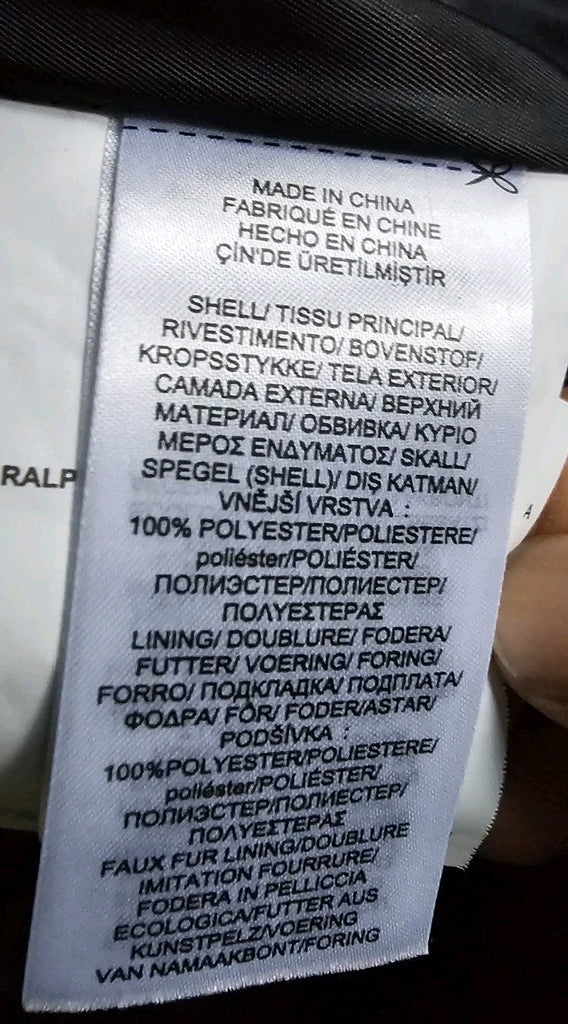 MADE IN CHINA
FABRIQUÉ EN CHINE
HECHO EN CHINA
ÇİN'DE ÜRETİLMİŞTİR
SHELL/ TISSU PRINCIPAL/
RIVESTIMENTO/ BOVENSTOF/
KROPSSTYKKE/ TELA EXTERIOR/
CAMADA EXTERNA/ ВЕРХНИЙ
МАТЕРИАЛ/ ОБВИВКА/ ΚΥΡΙΟ
ΜΕΡΟΣ ΕΝΔΥΜΑΤΟΣ/ SKALL/
SPEGEL (SHELL)/ DIŞ KATMAN/
VNĚJŠÍ VRSTVA :
100% POLYESTER/POLIESTERE/
poliéster/POLIÉSTER/
ПОЛИЭСТЕР/ПОЛИЕСТЕР/
ΠΟΛΥΕΣΤΕΡΑΣ
LINING/ DOUBLURE/ FODERA/
FUTTER/ VOERING/ FORING/
FORRO/ ПОДКЛАДКА/ ПОДПЛАТА/
ΦΟΔΡΑ/ FÔR/ FODER/ASTAR/
PODŠÍVKA :
100%POLYESTER/POLIESTERE/
poliéster/POLIÉSTER/
ПОЛИЭСТЕР/ПОЛИЕСТЕР/
ΠΟΛΥΕΣΤΕΡΑΣ
FAUX FUR LINING/DOUBLURE
IMITATION FOURRURE/
FODERA IN PELLICCIA
ECOLOGICA/FUTTER AUS
KUNSTPELZ/VOERING
VAN NAMAAKBONT/FORING
RALP
A